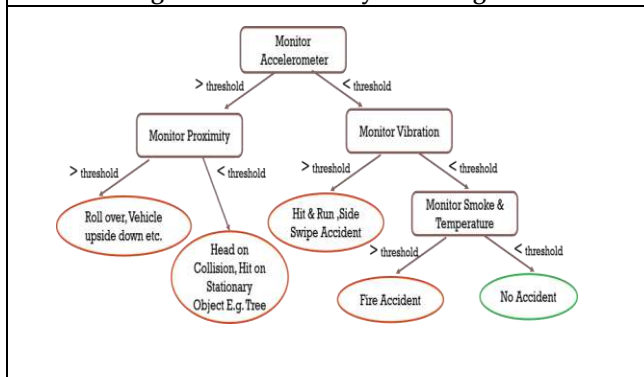 Monitor
Accelerometer
> threshold
< threshold
Monitor Proximity
Monitor Vibration
> threshold
< threshold
> threshold
< threshold
Roll over, Vehicle
upside down etc.
Hit & Run ,Side
Swipe Accident
Monitor Smoke &
Temperature
Head on
Collision, Hit on
Stationary
Object E.g. Tree
> threshold
< threshold
Fire Accident
No Accident